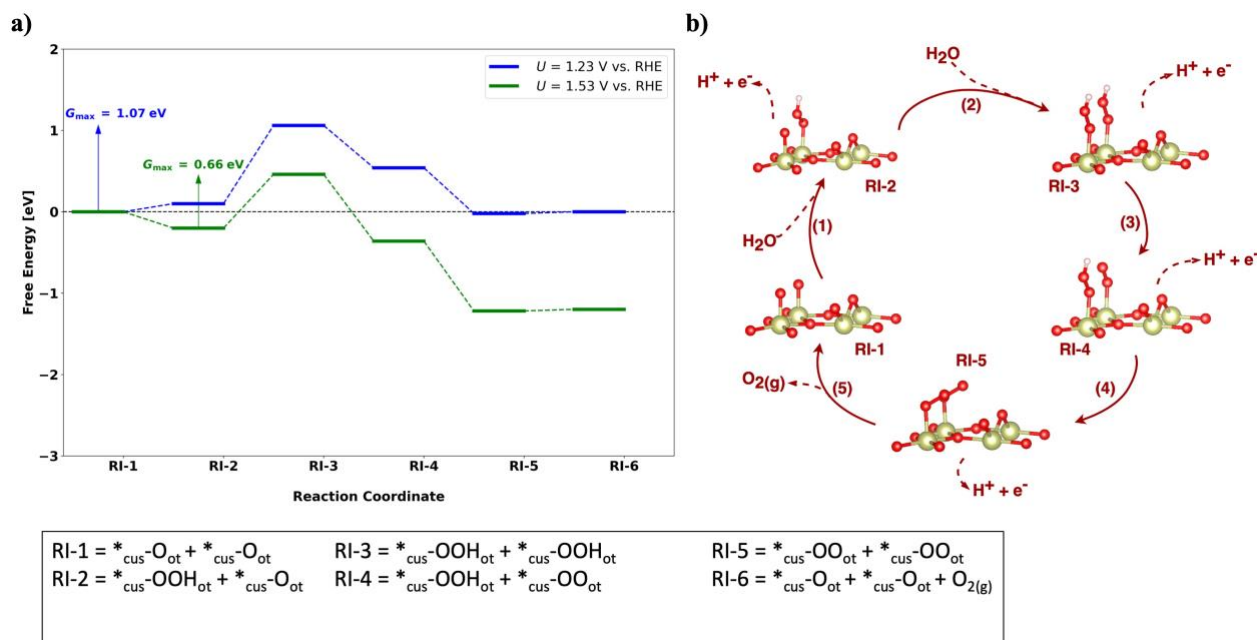 a)
2
1
0
−1
−2
−3
Free Energy [eV]
U = 1.23 V vs. RHE
U = 1.53 V vs. RHE
Gmax = 1.07 eV
Gmax = 0.66 eV
RI-1 RI-2 RI-3 RI-4 RI-5 RI-6
Reaction Coordinate
b)
H2O
H+ + e-
(2)
H+ + e-
RI-2
RI-3
(1)
(3)
H2O
H+ + e-
RI-1
RI-4
RI-5
O2(g)
(5)
(4)
H+ + e-
RI-1 = *cus-Oot + *cus-Oot RI-3 = *cus-OOHot + *cus-OOHot RI-5 = *cus-OOot + *cus-OOot
RI-2 = *cus-OOHot + *cus-Oot RI-4 = *cus-OOHot + *cus-OOot RI-6 = *cus-Oot + *cus-Oot + O2(g)